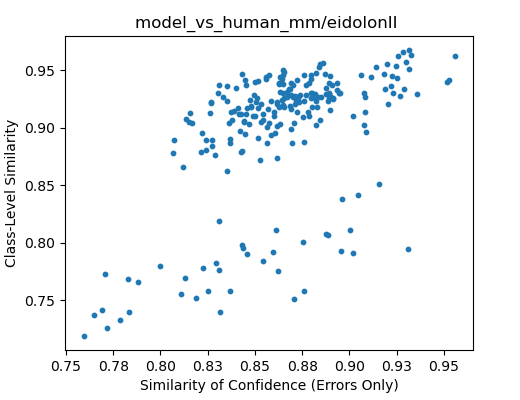 model_vs_human_mm/eidolonII
Class-Level Similarity
0.95
0.90
0.85
0.80
0.75
0.75 0.78 0.80 0.83 0.85 0.88 0.90 0.93 0.95
Similarity of Confidence (Errors Only)